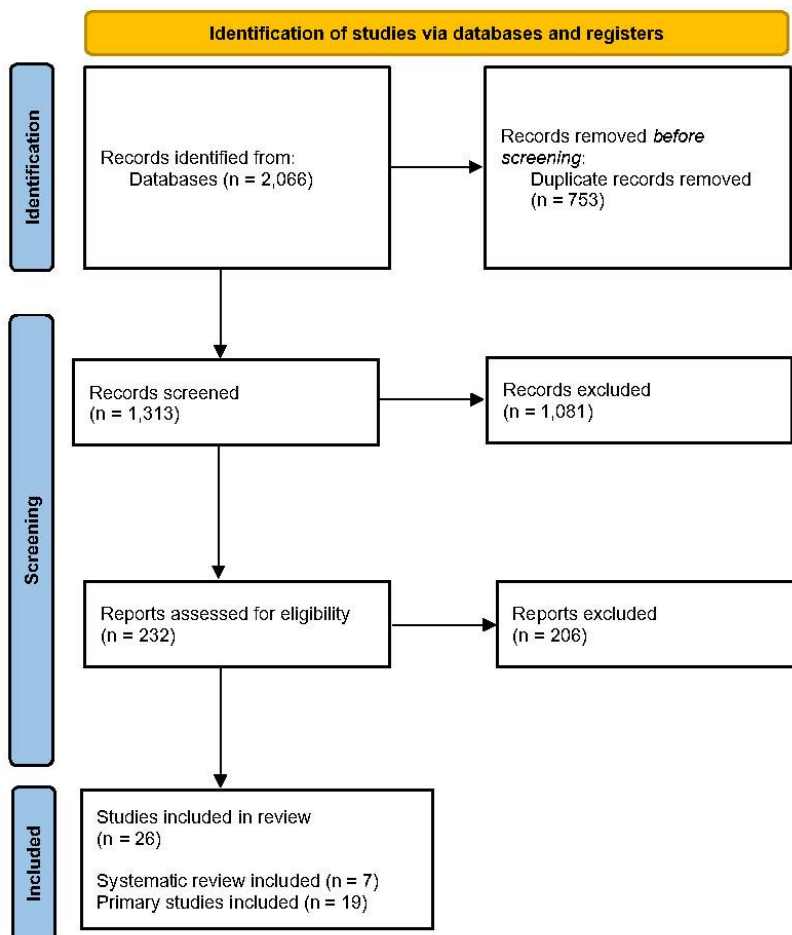 Identification of studies via databases and registers
Identification
Records identified from:
Databases (n = 2,066)
Records removed before
screening:
Duplicate records removed
(n = 753)
Screening
Records screened
(n = 1,313)
Records excluded
(n = 1,081)
Reports assessed for eligibility
(n = 232)
Reports excluded
(n = 206)
Included
Studies included in review
(n = 26)
Systematic review included (n = 7)
Primary studies included (n = 19)